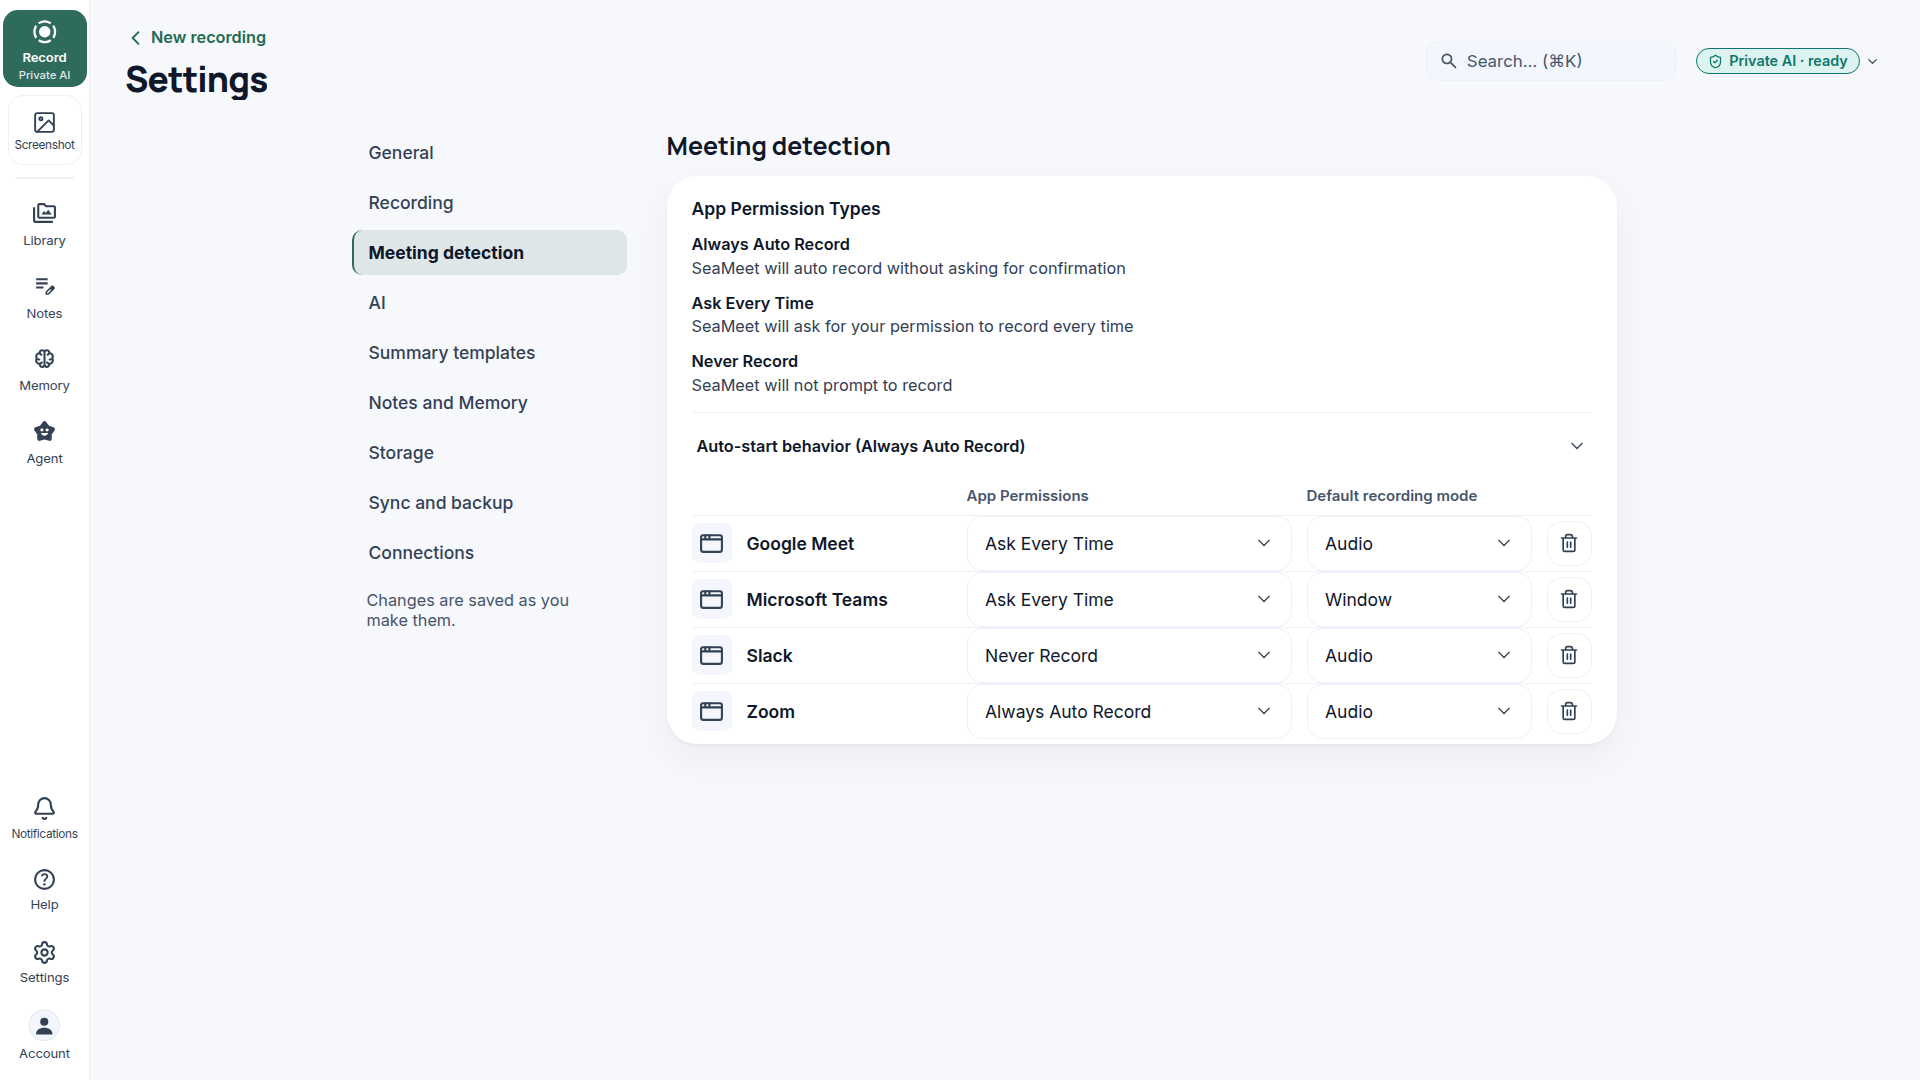 Record
Private AI
Screenshot
Library
Notes
Memory
Agent
Notifications
Help
Settings
Account
New recording
Settings
Search... (⌘K)
Private AI · ready
General
Recording
Meeting detection
AI
Summary templates
Notes and Memory
Storage
Sync and backup
Connections
Changes are saved as you
make them.
Meeting detection
App Permission Types
Always Auto Record
SeaMeet will auto record without asking for confirmation
Ask Every Time
SeaMeet will ask for your permission to record every time
Never Record
SeaMeet will not prompt to record
Auto-start behavior (Always Auto Record)
App Permissions Default recording mode
Google Meet Ask Every Time Audio
Microsoft Teams Ask Every Time Window
Slack Never Record Audio
Zoom Always Auto Record Audio